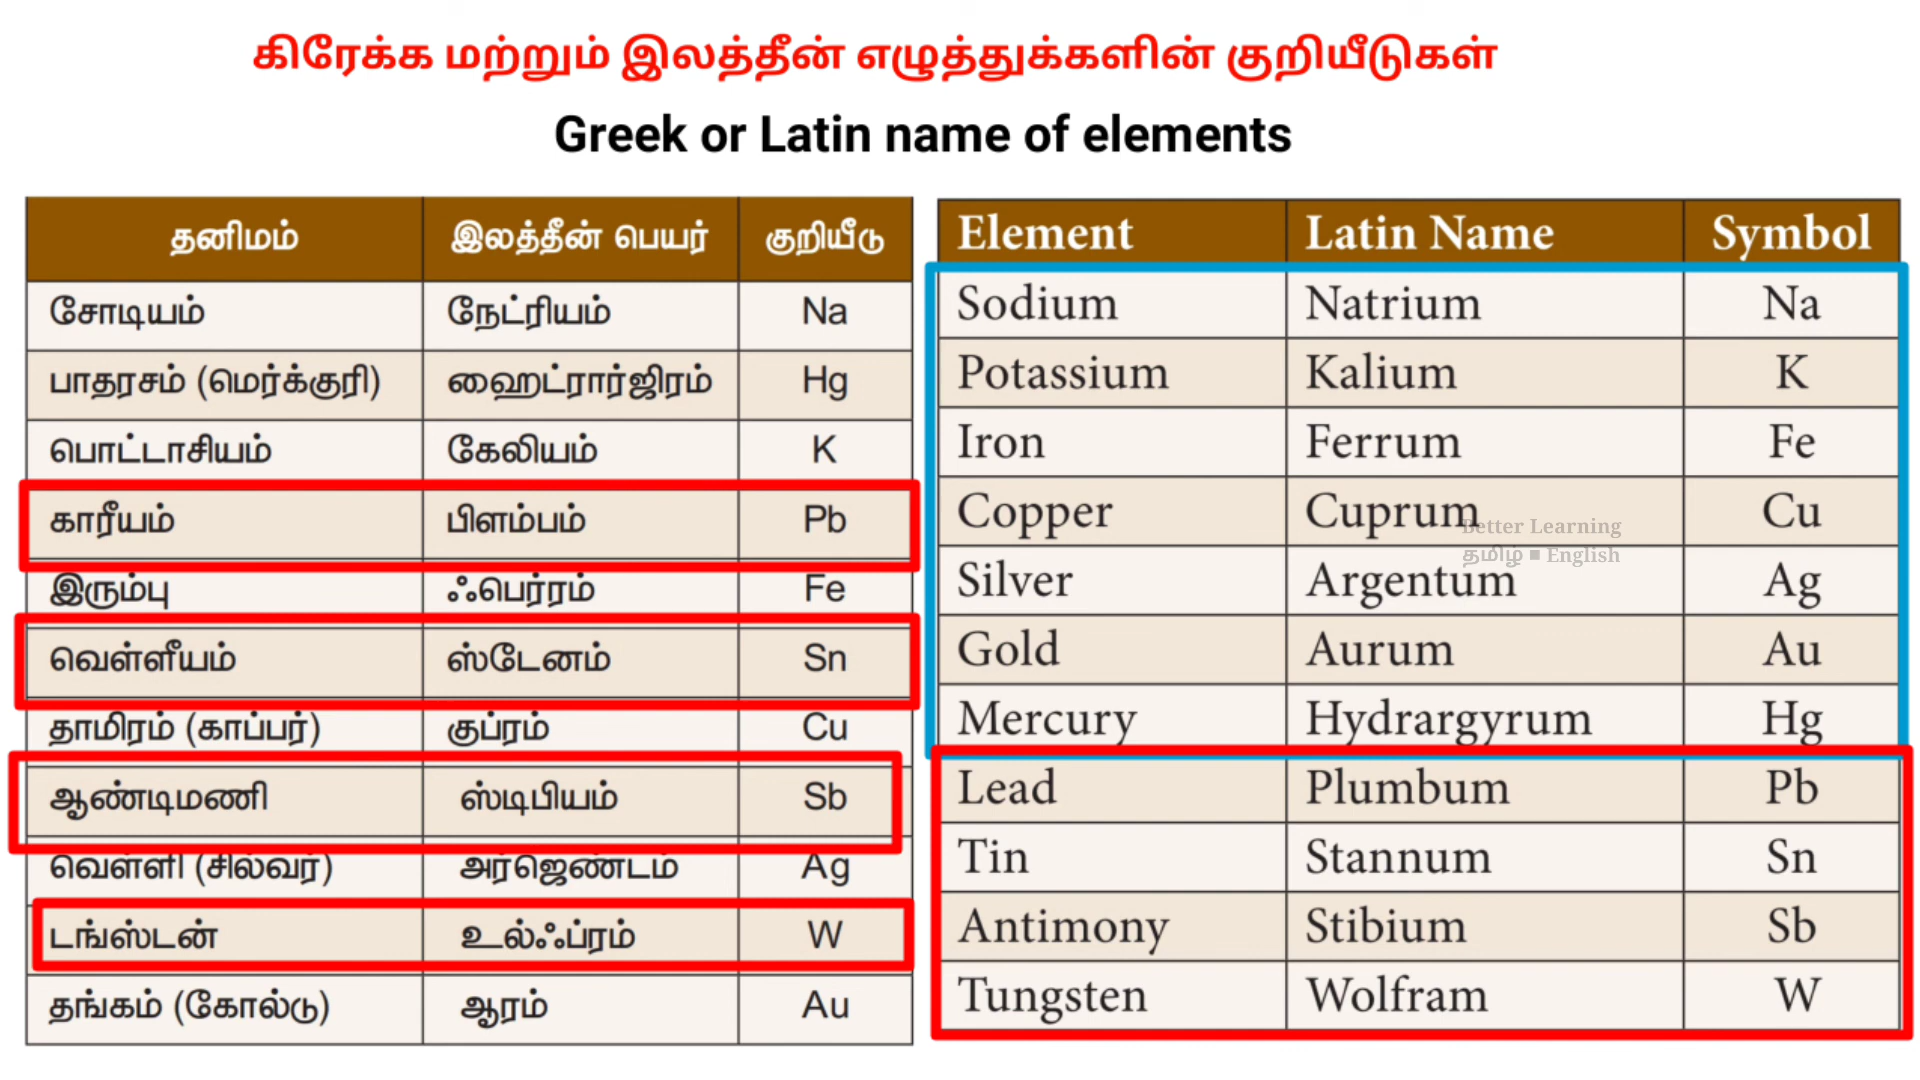 கிரேக்க மற்றும் இலத்தீன் எழுத்துக்களின் குறியீடுகள்
Greek or Latin name of elements
தனிமம் இலத்தீன் பெயர் குறியீடு
சோடியம் நேட்ரியம் Na
பாதரசம் (மெர்க்குரி) ஹைட்ரார்ஜிரம் Hg
பொட்டாசியம் கேலியம் K
காரீயம் பிளம்பம் Pb
இரும்பு ஃபெர்ரம் Fe
வெள்ளீயம் ஸ்டேனம் Sn
தாமிரம் (காப்பர்) குப்ரம் Cu
ஆண்டிமணி ஸ்டிபியம் Sb
வெள்ளி (சில்வர்) அர்ஜெண்டம் Ag
டங்ஸ்டன் உல்ஃப்ரம் W
தங்கம் (கோல்டு) ஆரம் Au
Element Latin Name Symbol
Sodium Natrium Na
Potassium Kalium K
Iron Ferrum Fe
Copper Cuprum Cu
Better Learning
தமிழ் ■ English
Silver Argentum Ag
Gold Aurum Au
Mercury Hydrargyrum Hg
Lead Plumbum Pb
Tin Stannum Sn
Antimony Stibium Sb
Tungsten Wolfram W